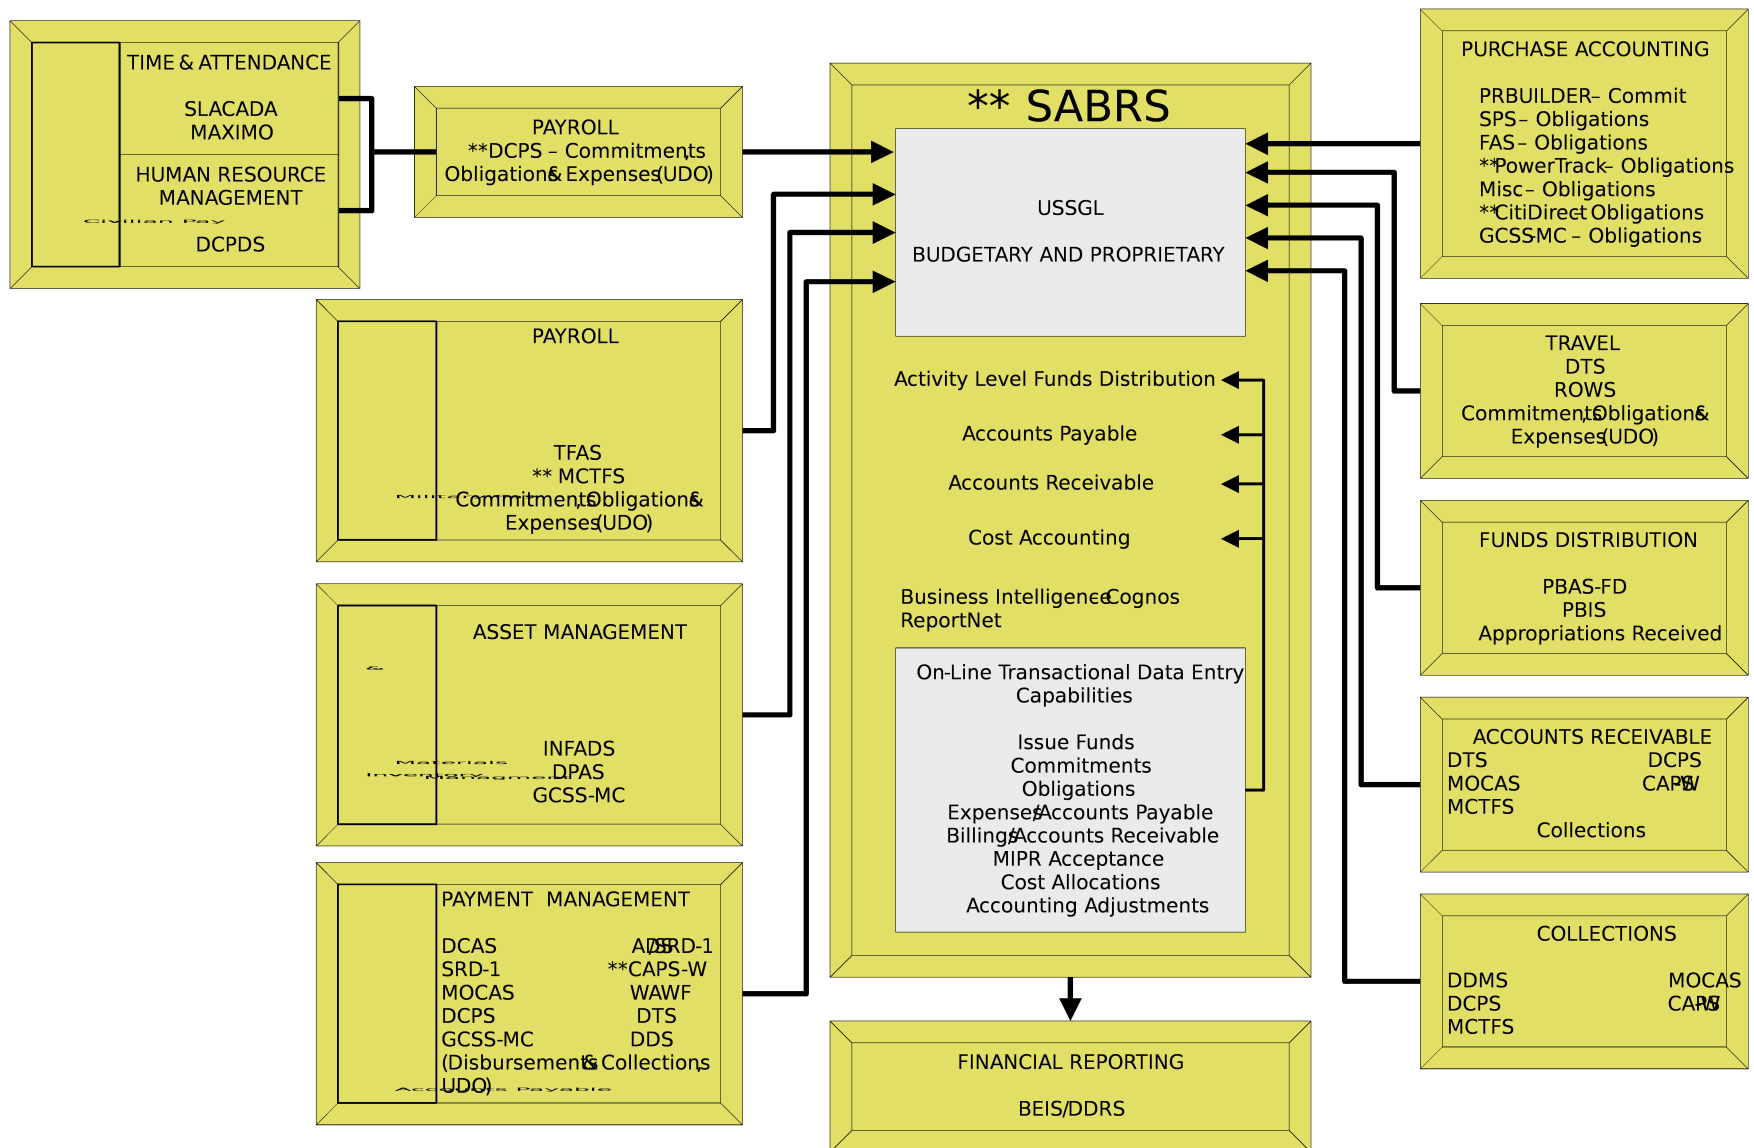 TIME & ATTENDANCE
SLACADA
MAXIMO
HUMAN RESOURCE
MANAGEMENT
DCPDS
Civilian Pay
PAYROLL
**DCPS – Commitments,
Obligations & Expenses (UDO)
PAYROLL
TFAS
** MCTFS
Commitments, Obligations &
Expenses (UDO)
ASSET MANAGEMENT
INFADS
DPAS
GCSS-MC
&
Materials
Inventory
Managment
PAYMENT MANAGEMENT
DCAS ADS/SRD-1
SRD-1 **CAPS-W
MOCAS WAWF
DCPS DTS
GCSS-MC DDS
(Disbursements & Collections,
UDO)
Accounts Payable
** SABRS
USSGL
BUDGETARY AND PROPRIETARY
Activity Level Funds Distribution
Accounts Payable
Accounts Receivable
Cost Accounting
Business Intelligence-Cognos
ReportNet
On-Line Transactional Data Entry
Capabilities
Issue Funds
Commitments
Obligations
Expenses/Accounts Payable
Billings/Accounts Receivable
MIPR Acceptance
Cost Allocations
Accounting Adjustments
FINANCIAL REPORTING
BEIS/DDRS
PURCHASE ACCOUNTING
PRBUILDER – Commit
SPS – Obligations
FAS – Obligations
**PowerTrack – Obligations
Misc – Obligations
**CitiDirect – Obligations
GCSS-MC – Obligations
TRAVEL
DTS
ROWS
Commitments, Obligations &
Expenses (UDO)
FUNDS DISTRIBUTION
PBAS-FD
PBIS
Appropriations Received
ACCOUNTS RECEIVABLE
DTS DCPS
MOCAS CAPS-W
MCTFS
Collections
COLLECTIONS
DDMS MOCAS
DCPS CAPS-W
MCTFS